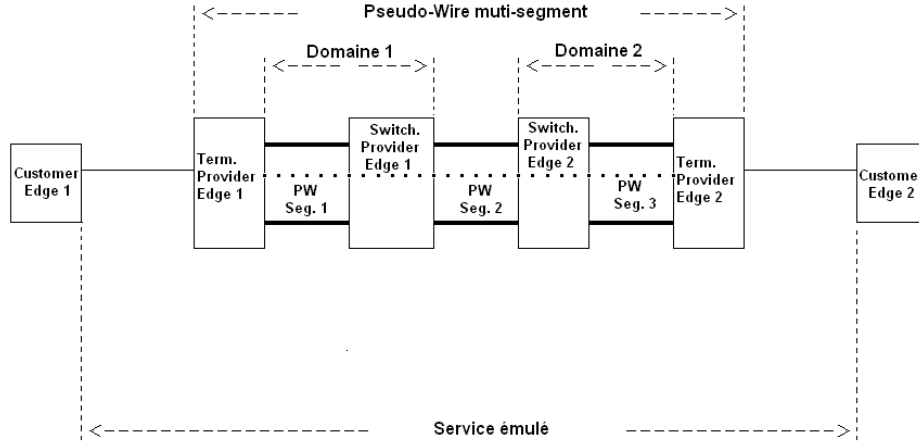 Pseudo-Wire muti-segment
Domaine 1
Domaine 2
Customer
Edge 1
Term.
Provider
Edge 1
PW
Seg. 1
Switch.
Provider
Edge 1
PW
Seg. 2
Switch.
Provider
Edge 2
PW
Seg. 3
Term.
Provider
Edge 2
Custome
Edge 2
Service émulé